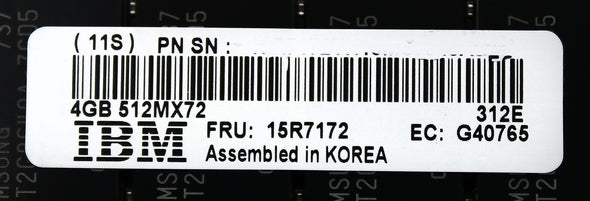 (11S) PN SN :
4GB 512MX72 312E
IBM FRU: 15R7172 EC: G40765
Assembled in KOREA